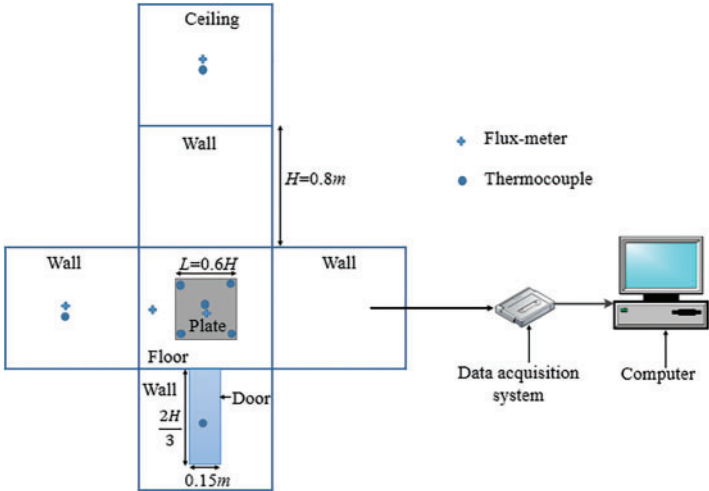 Ceiling
Wall
H=0.8m
Flux-meter
Thermocouple
Wall
L=0.6H
Wall
Plate
Floor
Wall
Door
2H
3
0.15m
Data acquisition
system
Computer